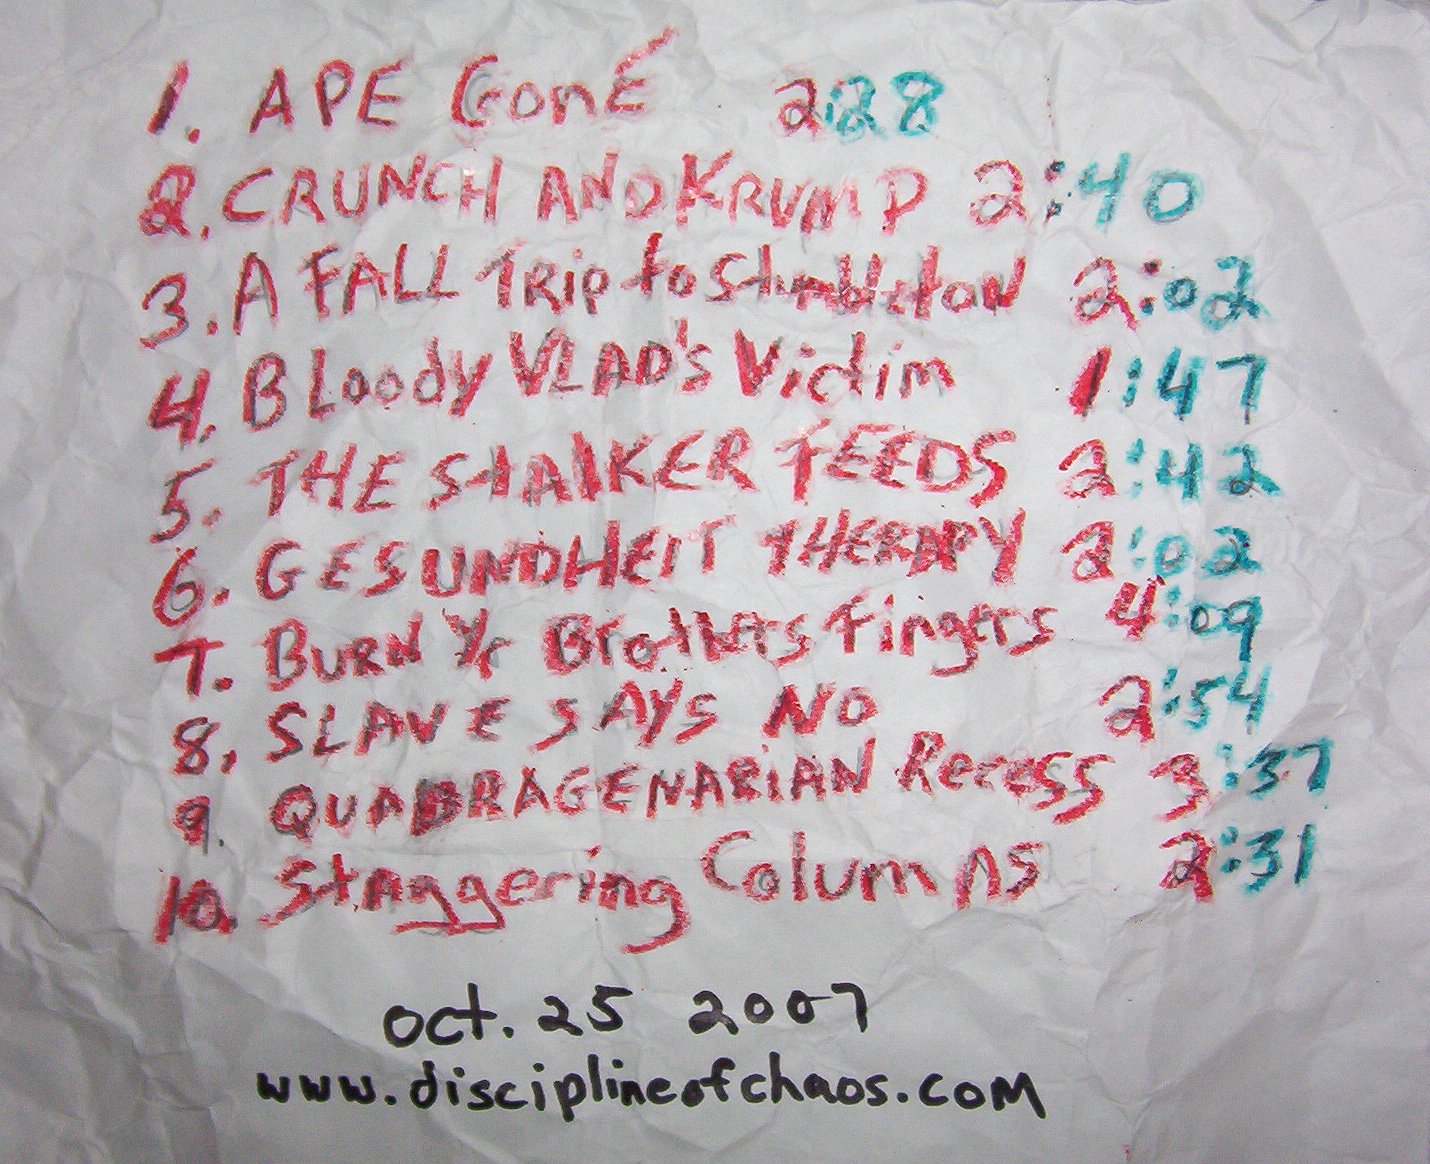 1. APE GonE 2:28
2. CRUNCH AND KRUMP 2:40
3. A FALL TRip to Stumbletow 2:02
4. Bloody VLAD's Victim 1:47
5. THE StAlKER FEEDS 2:42
6. GESUNDHEIT THERAPY 2:02
7. BURN Yr Brothers Fingers 4:09
8, SLAVE SAYS NO 2:54
9. QUADRAGENARIAN Recess 3:37
10. Staggering Columns 2:31
oct. 25 2007
www.disciplineofchaos.com